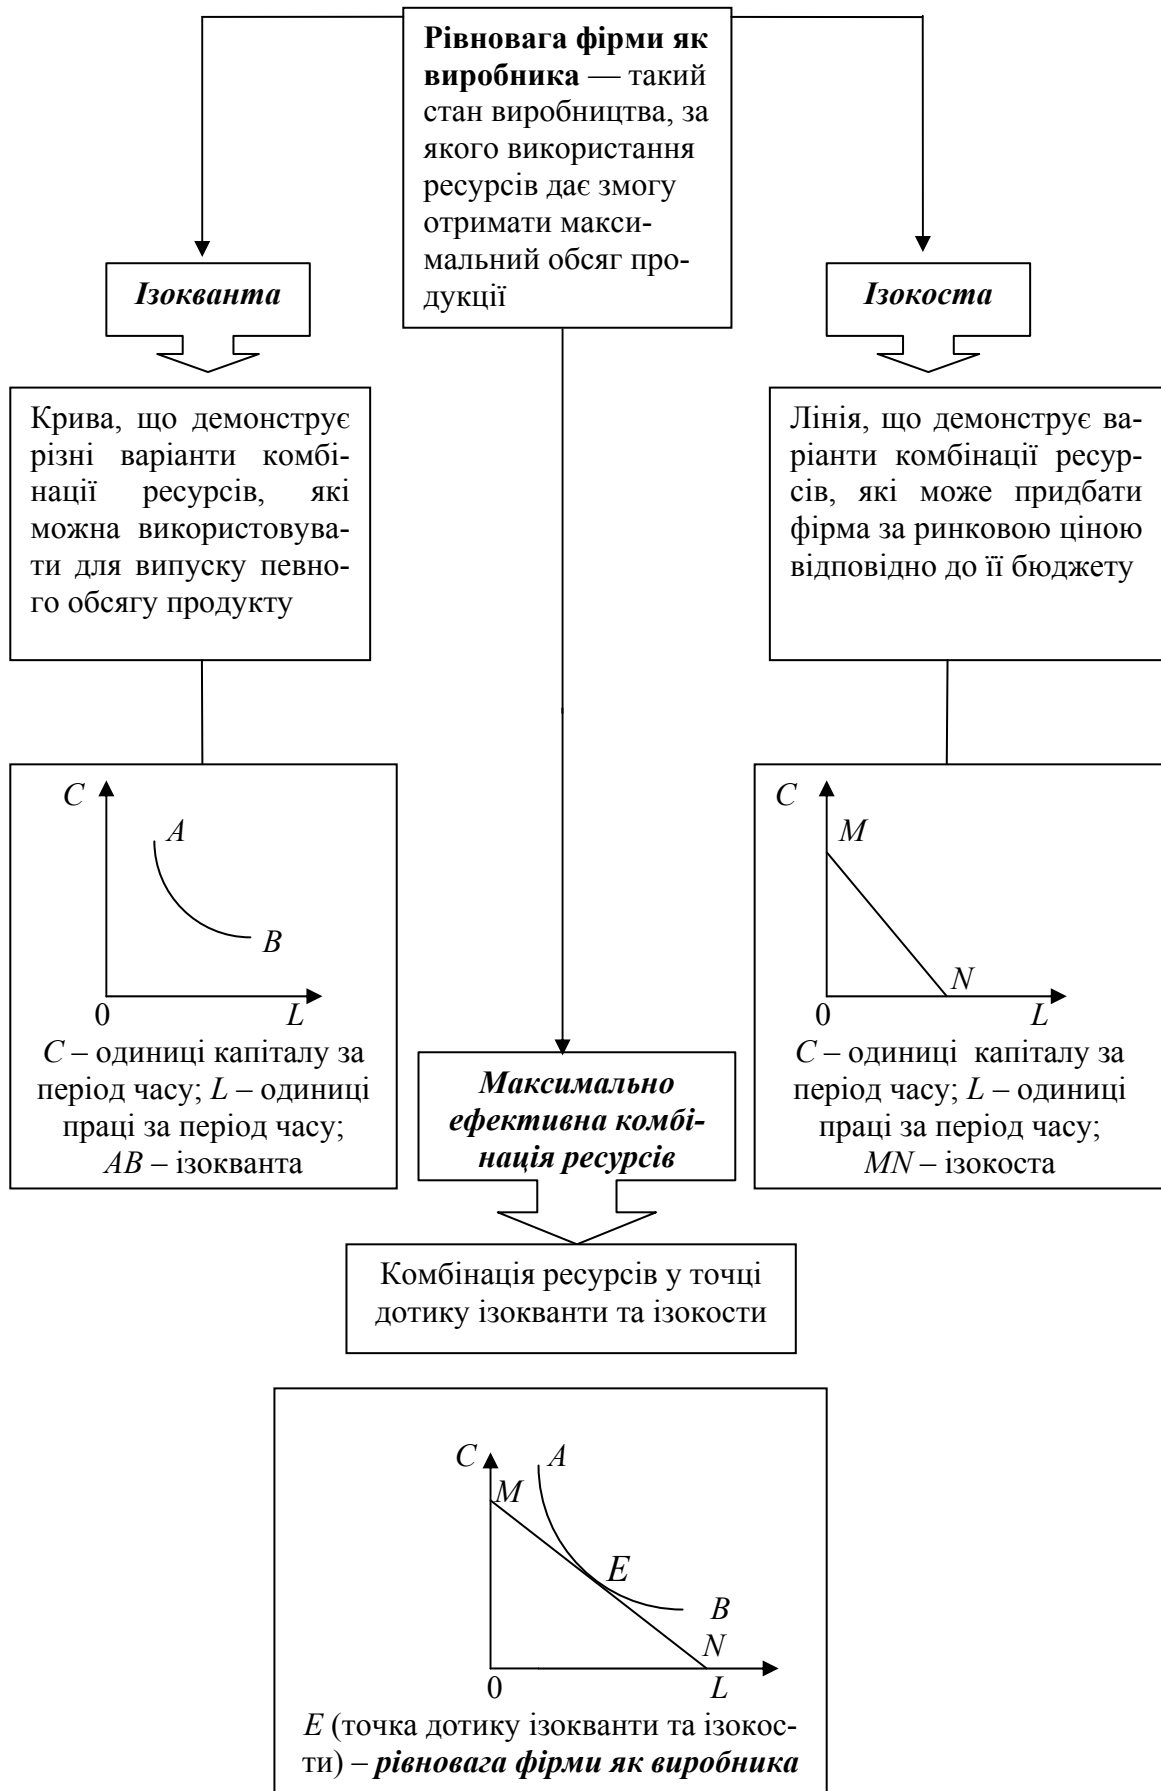 Рівновага фірми як
виробника — такий
стан виробництва, за
якого використання
ресурсів дає змогу
отримати макси-
мальний обсяг про-
дукції
Ізокванта
Ізокоста
Крива, що демонструє
різні варіанти комбі-
нації ресурсів, які
можна використовува-
ти для випуску певно-
го обсягу продукту
Лінія, що демонструє ва-
ріанти комбінації ресур-
сів, які може придбати
фірма за ринковою ціною
відповідно до її бюджету
C
A
B
0
L
C – одиниці капіталу за
період часу; L – одиниці
праці за період часу;
AB – ізокванта
C
M
N
0
L
C – одиниці капіталу за
період часу; L – одиниці
праці за період часу;
MN – ізокоста
Максимально
ефективна комбі-
нація ресурсів
Комбінація ресурсів у точці
дотику ізокванти та ізокости
C
A
M
E
B
N
0
L
E (точка дотику ізокванти та ізокос-
ти) – рівновага фірми як виробника